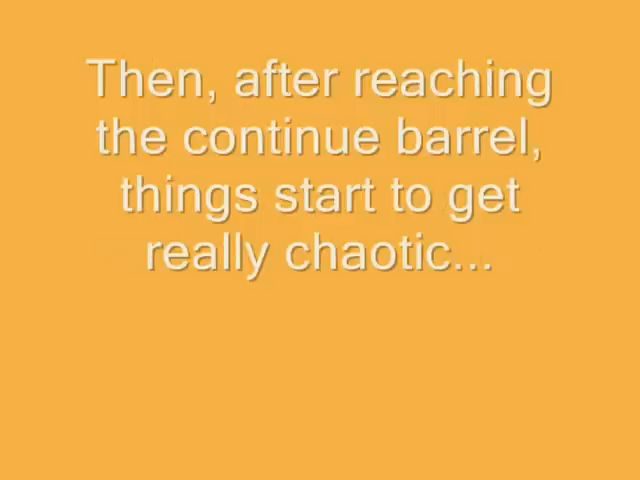 Then, after reaching
the continue barrel,
things start to get
really chaotic...